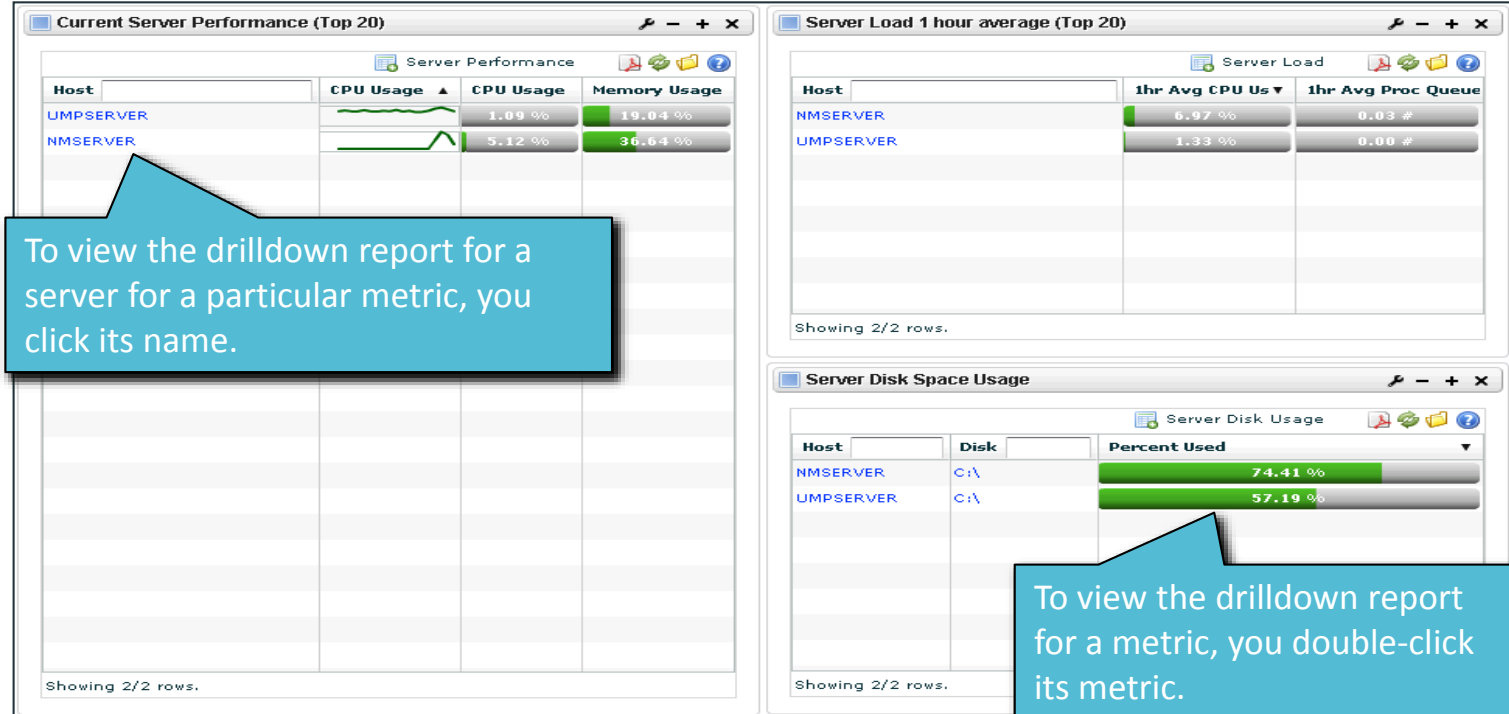 Current Server Performance (Top 20)
Server Performance
Host CPU Usage CPU Usage Memory Usage
UMPSERVER 1.09 % 19.04 %
NMSERVER 5.12 % 36.64 %
To view the drilldown report for a
server for a particular metric, you
click its name.
Showing 2/2 rows.
Server Load 1 hour average (Top 20)
Server Load
Host 1hr Avg CPU Us 1hr Avg Proc Queue
NMSERVER 6.97 % 0.03 #
UMPSERVER 1.33 % 0.00 #
Showing 2/2 rows.
Server Disk Space Usage
Server Disk Usage
Host Disk Percent Used
NMSERVER C:\ 74.41 %
UMPSERVER C:\ 57.19 %
To view the drilldown report
for a metric, you double-click
its metric.
Showing 2/2 rows.